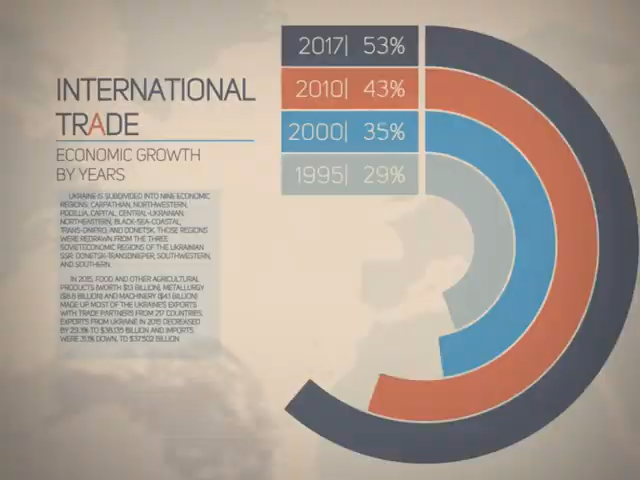 INTERNATIONAL
TRADE
ECONOMIC GROWTH
BY YEARS
UKRAINE IS SUBDIVIDED INTO NINE ECONOMIC
REGIONS: CARPATHIAN, NORTHWESTERN,
PODILLIA, CAPITAL, CENTRAL-UKRAINIAN,
NORTHEASTERN, BLACK-SEA-COASTAL,
TRANS-DNIPRO, AND DONETSK. THOSE REGIONS
WERE REDRAWN FROM THE THREE
SOVIETECONOMIC REGIONS OF THE UKRAINIAN
SSR: DONETSK-TRANSDNIEPER, SOUTHWESTERN,
AND SOUTHERN.
IN 2015, FOOD AND OTHER AGRICULTURAL
PRODUCTS (WORTH $13 BILLION), METALLURGY
($8.8 BILLION) AND MACHINERY ($4.1 BILLION)
MADE UP MOST OF THE UKRAINE'S EXPORTS
WITH TRADE PARTNERS FROM 217 COUNTRIES.
EXPORTS FROM UKRAINE IN 2015 DECREASED
BY 29.3% TO $38.135 BILLION AND IMPORTS
WERE 31.1% DOWN, TO $37.502 BILLION
2017| 53%
2010| 43%
2000| 35%
1995| 29%